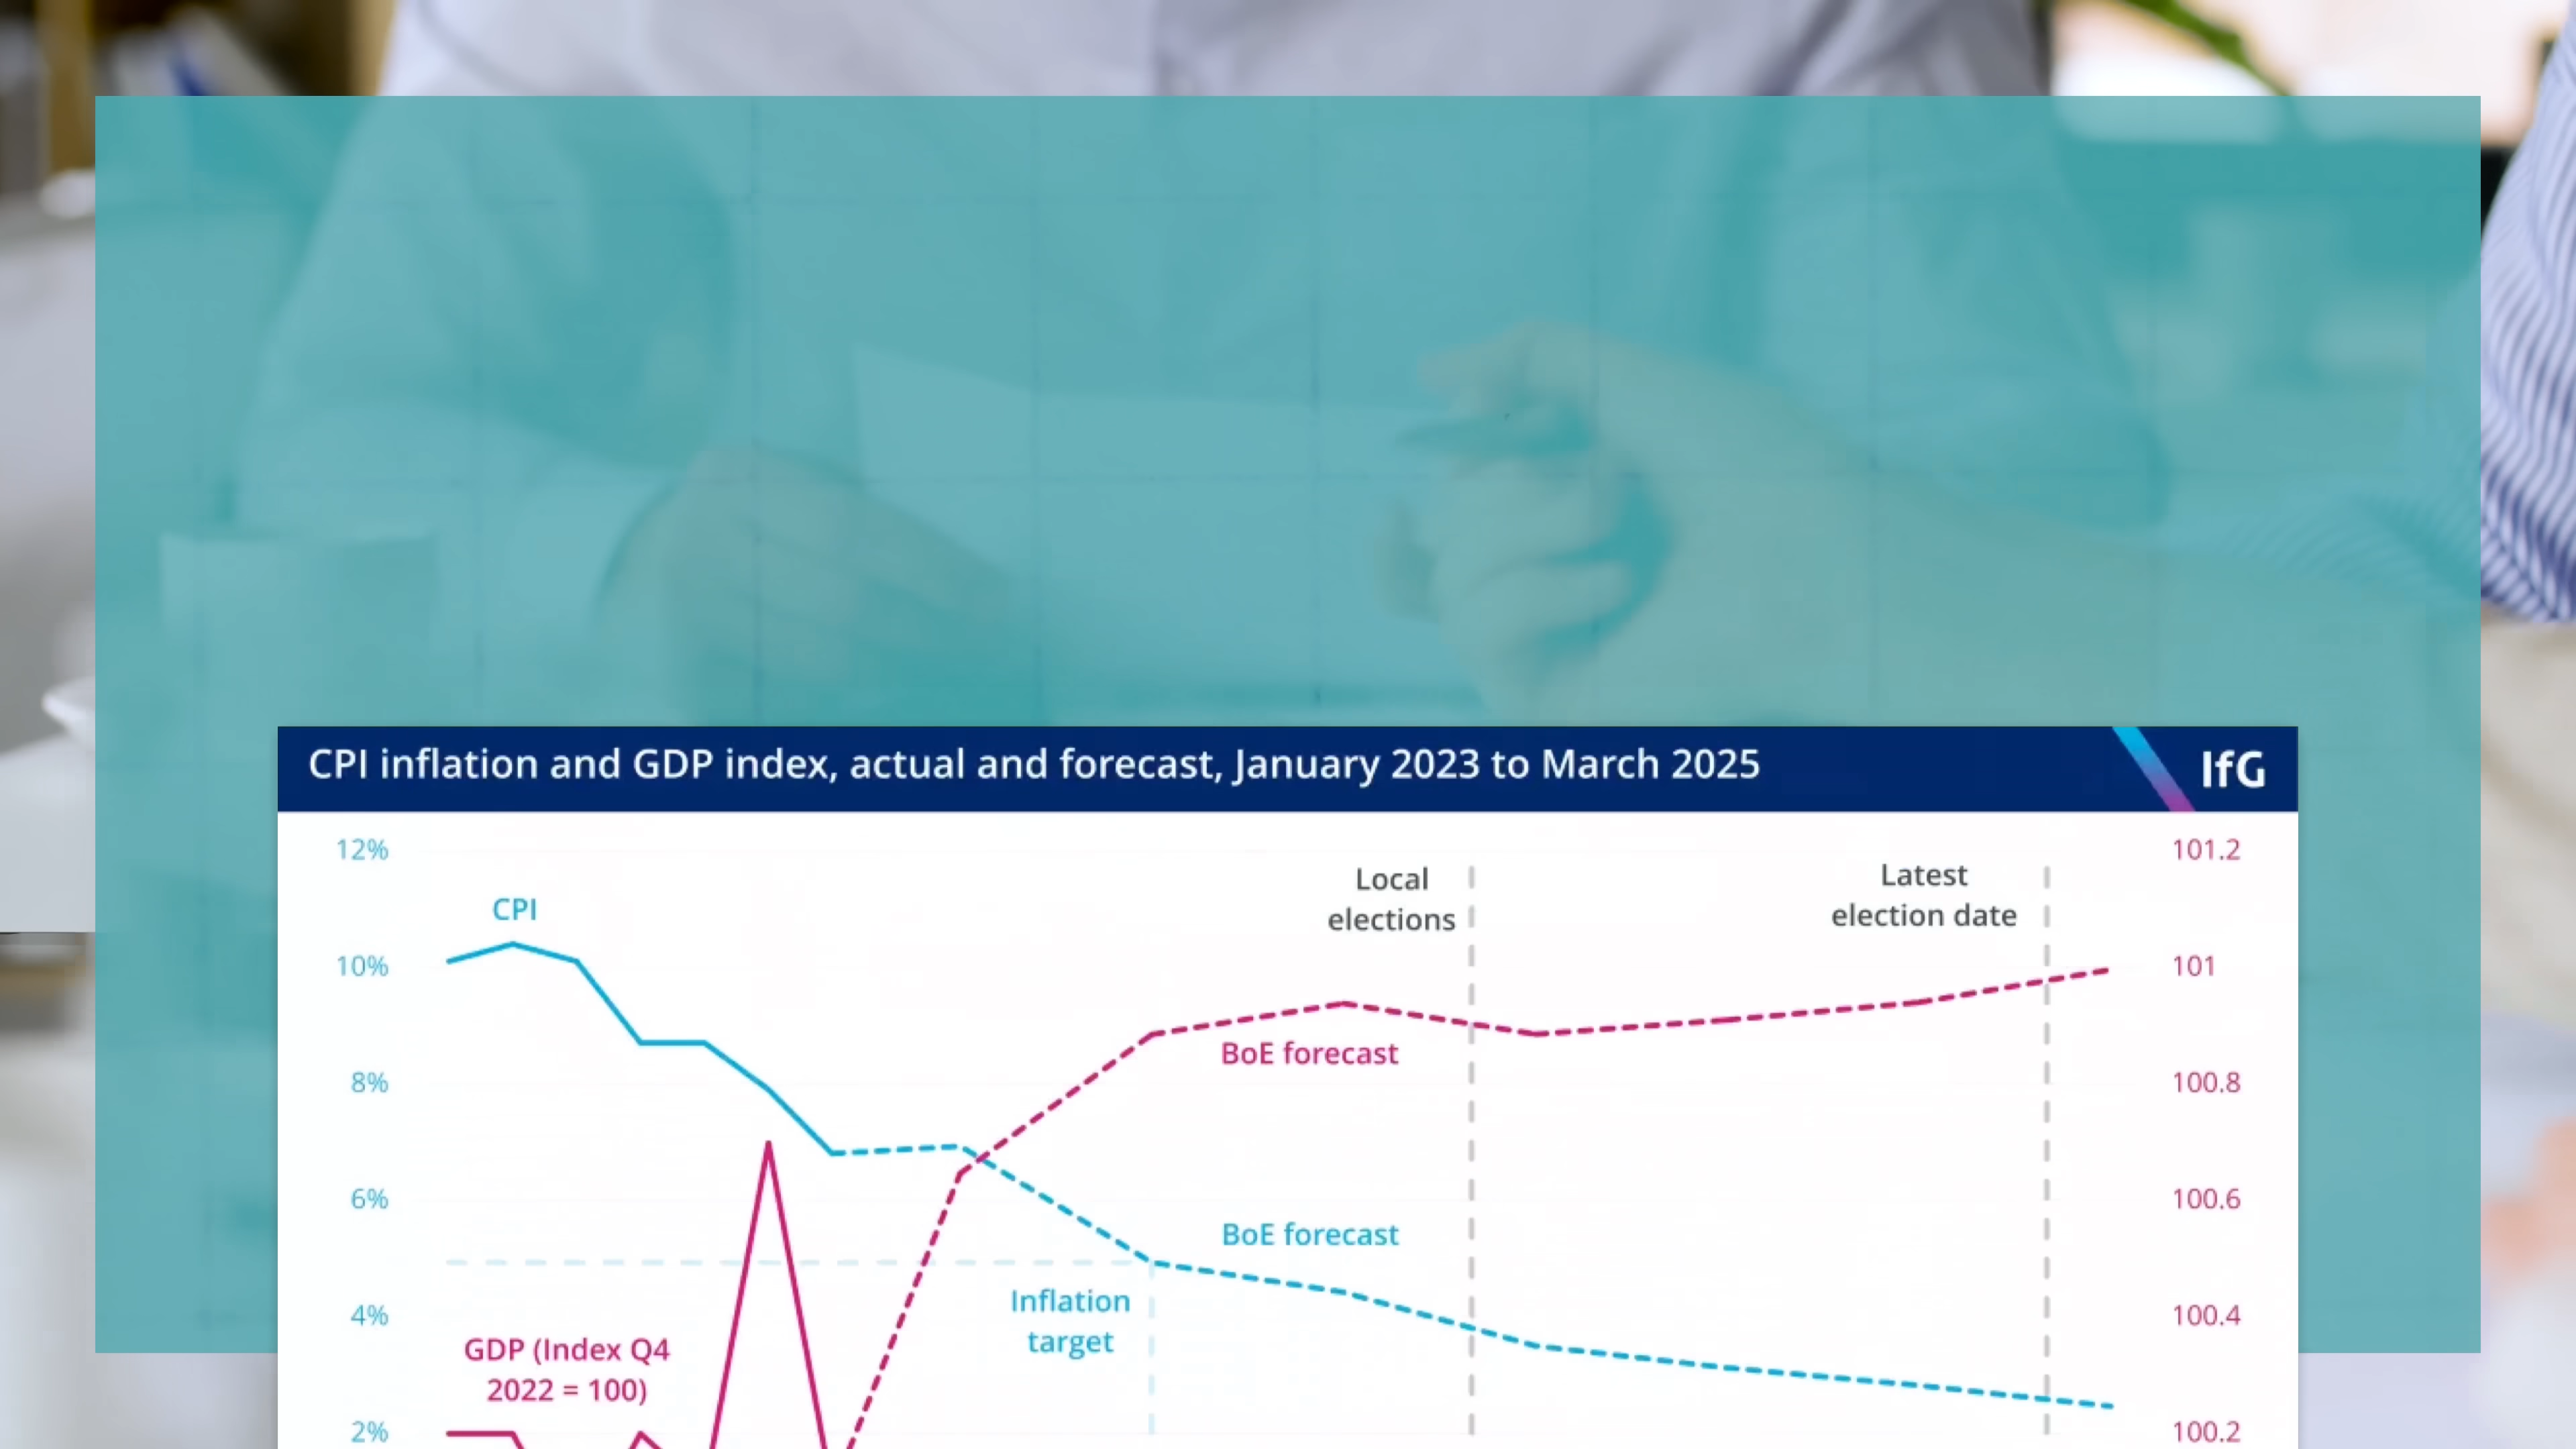 CPI inflation and GDP index, actual and forecast, January 2023 to March 2025
IfG
12%
10%
8%
6%
4%
2%
CPI
GDP (Index Q4
2022 = 100)
Inflation
target
BoE forecast
BoE forecast
Local
elections
Latest
election date
101.2
101
100.8
100.6
100.4
100.2